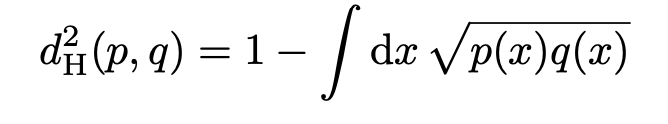 d²_H(p, q) = 1 − ∫ dx √(p(x)q(x))